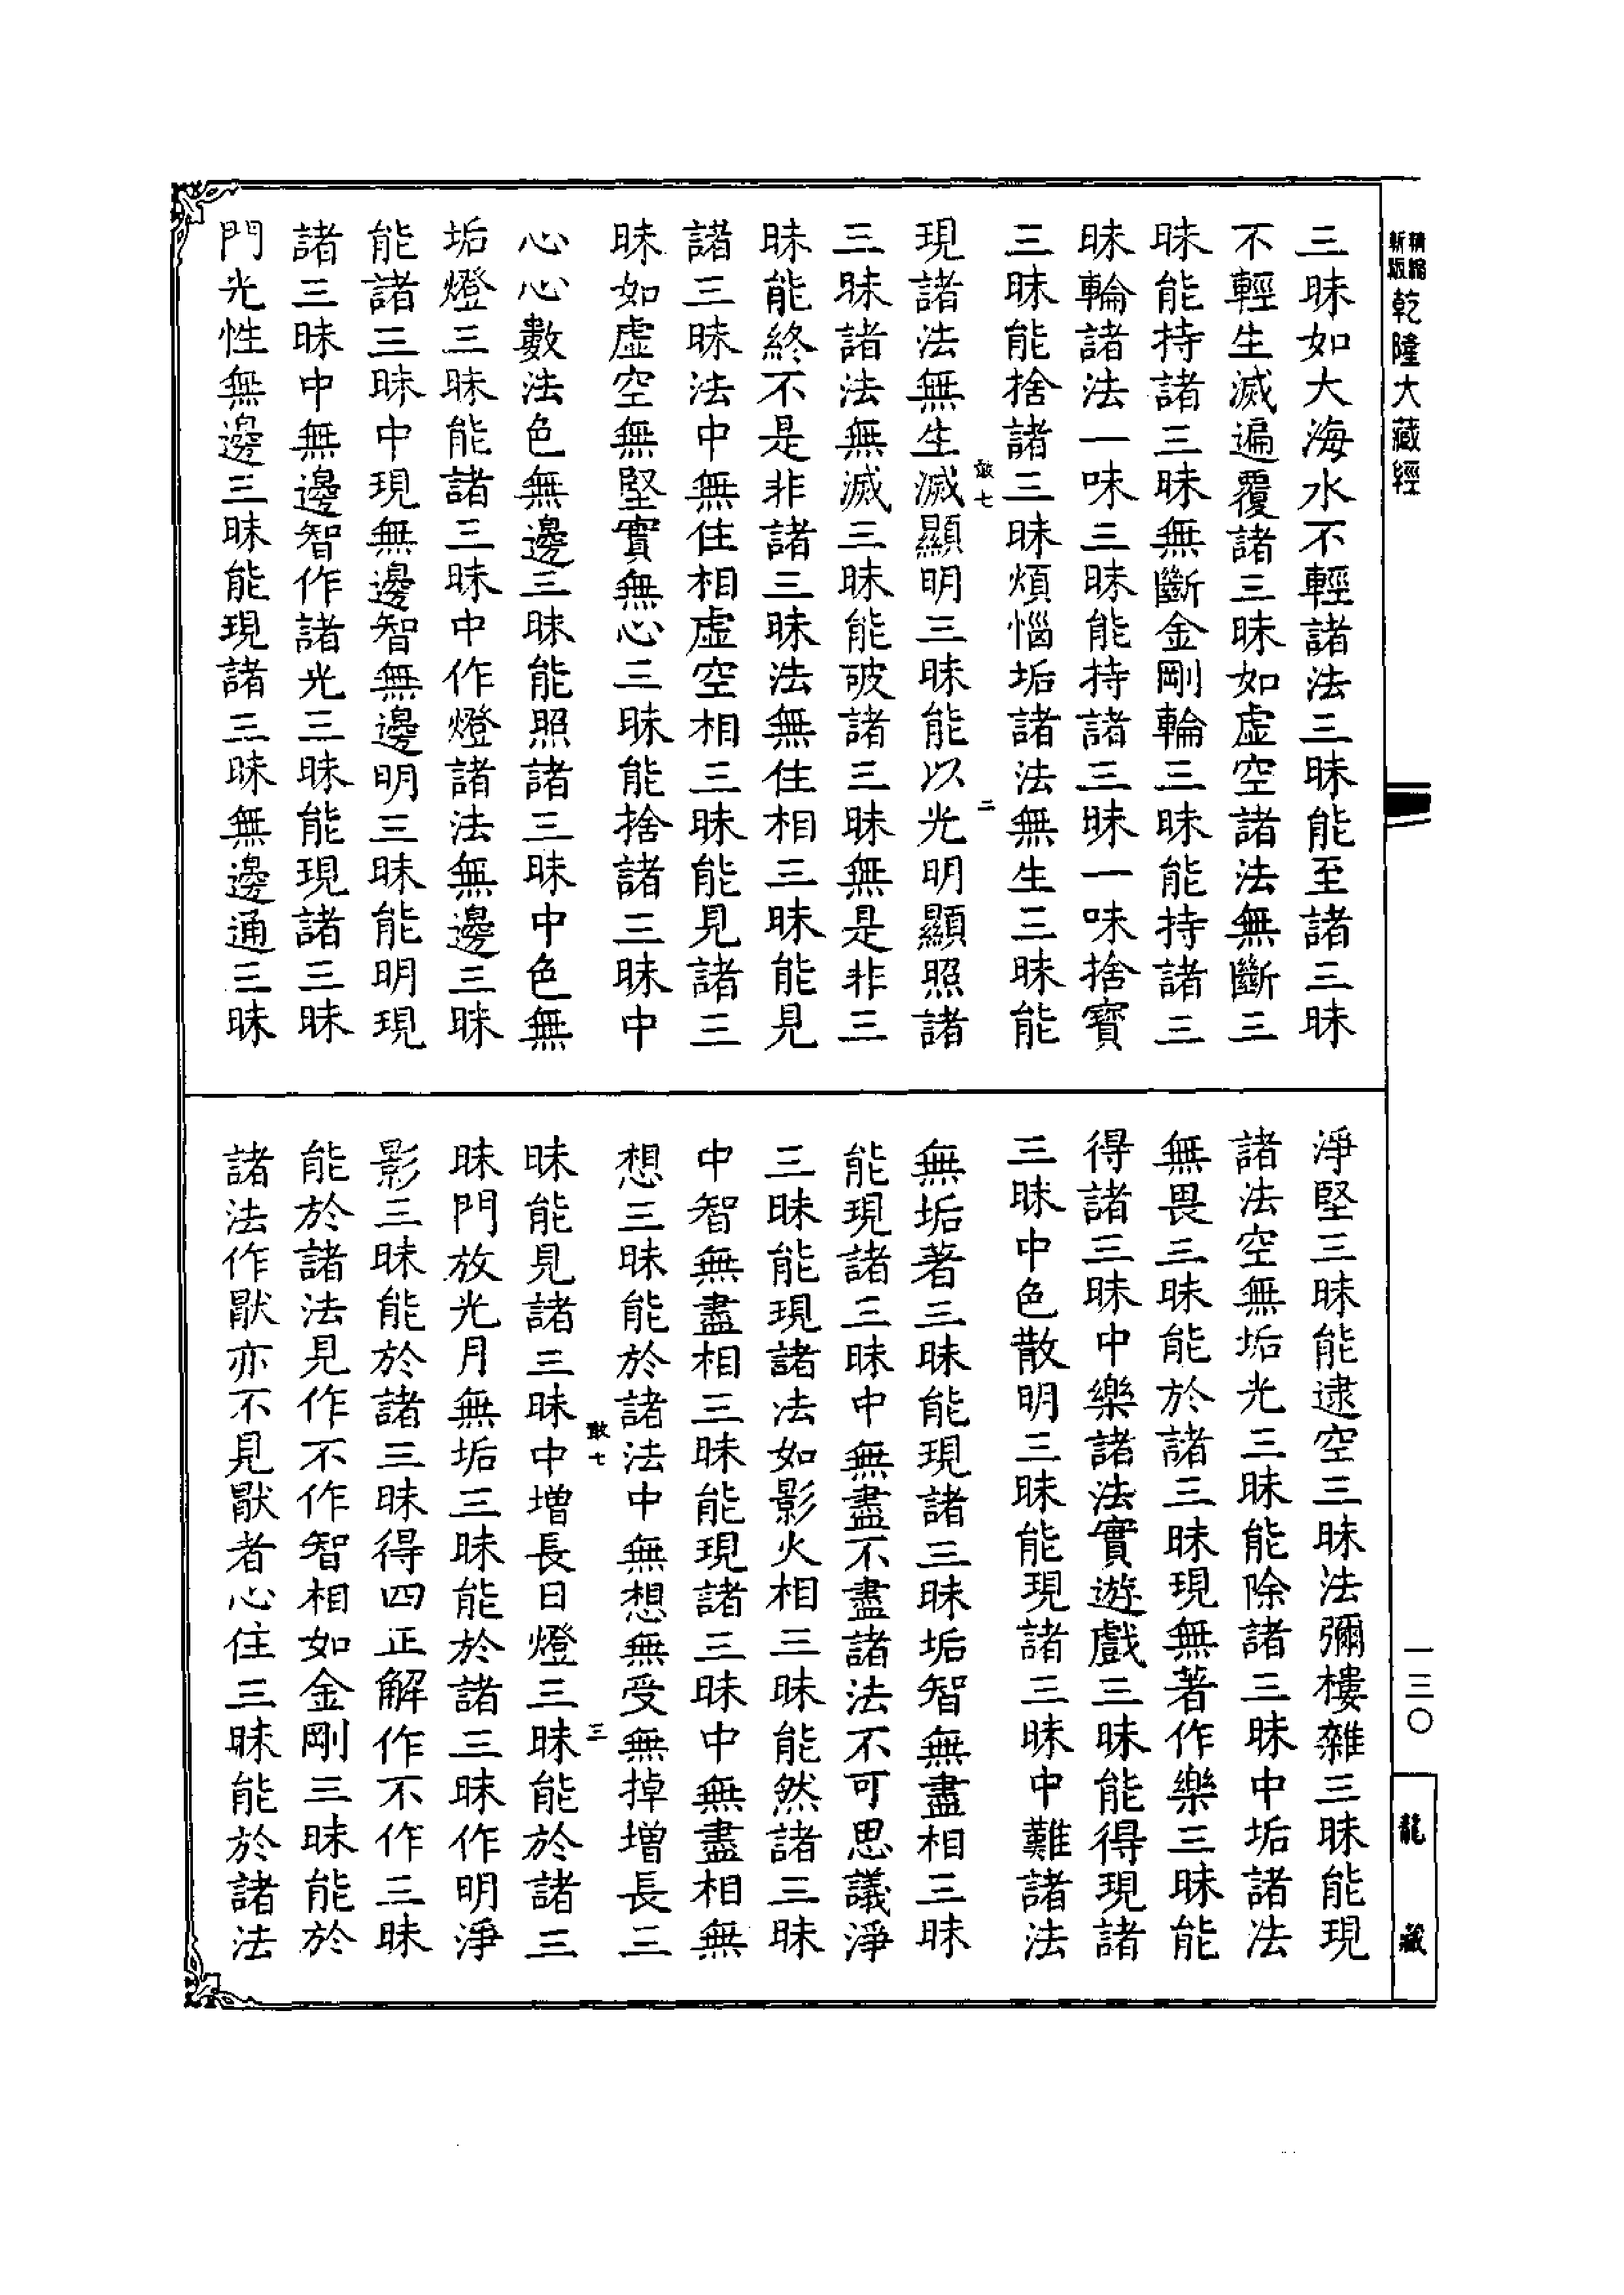 精縮新版乾隆大藏經
三昧如大海水不輕諸法三昧能至諸三昧
不輕生滅遍覆諸三昧如虛空諸法無斷三
昧能持諸三昧無斷金剛輪三昧能持諸三
昧輪諸法一味三昧能持諸三昧一味捨寶
三昧能捨諸三昧煩惱垢諸法無生三昧能
敢七 二
現諸法無生滅顯明三昧能以光明顯照諸
三昧諸法無滅三昧能破諸三昧無是非三
昧能終不是非諸三昧法無住相三昧能見
諸三昧法中無住相虛空相三昧能見諸三
昧如虛空無堅實無心三昧能捨諸三昧中
心心數法色無邊三昧能照諸三昧中色無
垢燈三昧能諸三昧中作燈諸法無邊三昧
能諸三昧中現無邊智無邊明三昧能明現
諸三昧中無邊智作諸光三昧能現諸三昧
門光性無邊三昧能現諸三昧無邊通三昧
淨堅三昧能逮空三昧法彌樓雜三昧能現
諸法空無垢光三昧能除諸三昧中垢諸法
無畏三昧能於諸三昧現無著作樂三昧能
得諸三昧中樂諸法實遊戲三昧能得現諸
三昧中色散明三昧能現諸三昧中難諸法
無垢著三昧能現諸三昧垢智無盡相三昧
能現諸三昧中無盡不盡諸法不可思議淨
三昧能現諸法如影火相三昧能然諸三昧
中智無盡相三昧能現諸三昧中無盡相無
想三昧能於諸法中無想無受無掉增長三
敢七 三
昧能見諸三昧中增長日燈三昧能於諸三
昧門放光月無垢三昧能於諸三昧作明淨
影三昧能於諸三昧得四正解作不作三昧
能於諸法見作不作智相如金剛三昧能於
諸法作猒亦不見猒者心住三昧能於諸法
一三〇
龍藏